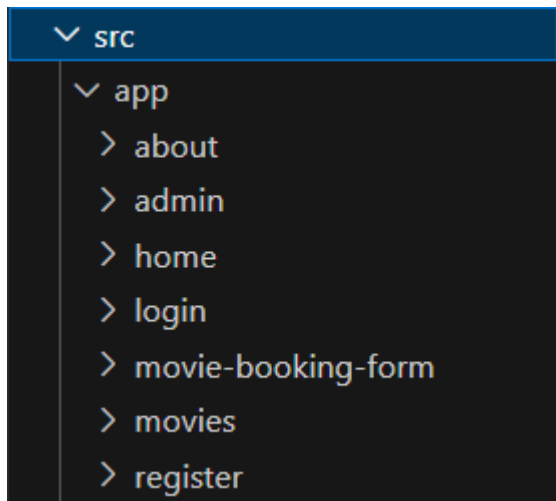 src
app
about
admin
home
login
movie-booking-form
movies
register